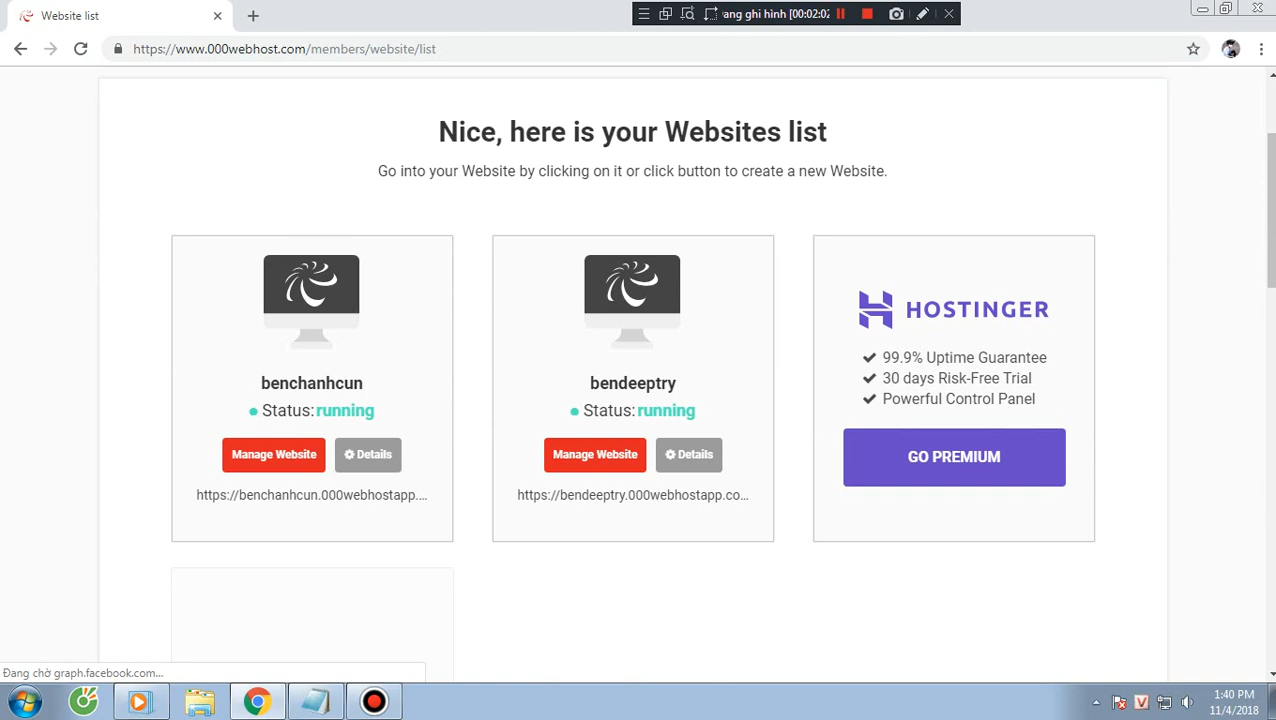 Website list
ang ghi hình [00:02:02
https://www.000webhost.com/members/website/list
Nice, here is your Websites list
Go into your Website by clicking on it or click button to create a new Website.
benchanhcun
Status: running
Manage Website
Details
https://benchanhcun.000webhostapp....
bendeeptry
Status: running
Manage Website
Details
https://bendeeptry.000webhostapp.co...
HOSTINGER
99.9% Uptime Guarantee
30 days Risk-Free Trial
Powerful Control Panel
GO PREMIUM
Đang chờ graph.facebook.com...
1:40 PM
11/4/2018